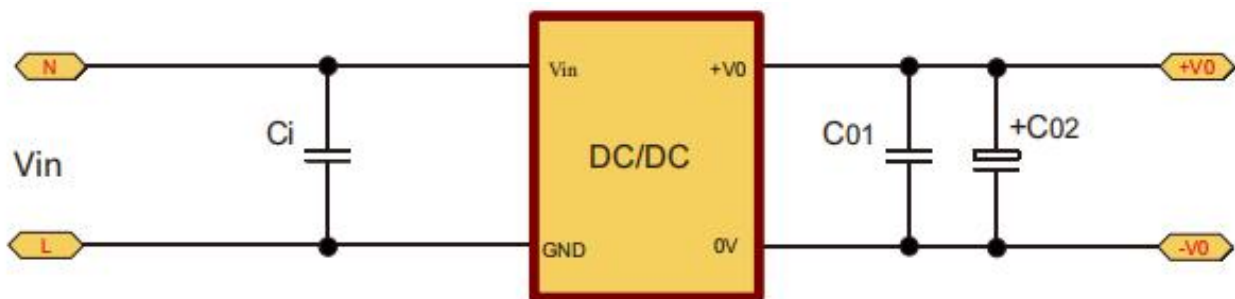 N
Vin
+V0
+V0
Ci
C01
+C02
Vin
DC/DC
L
GND
0V
-V0